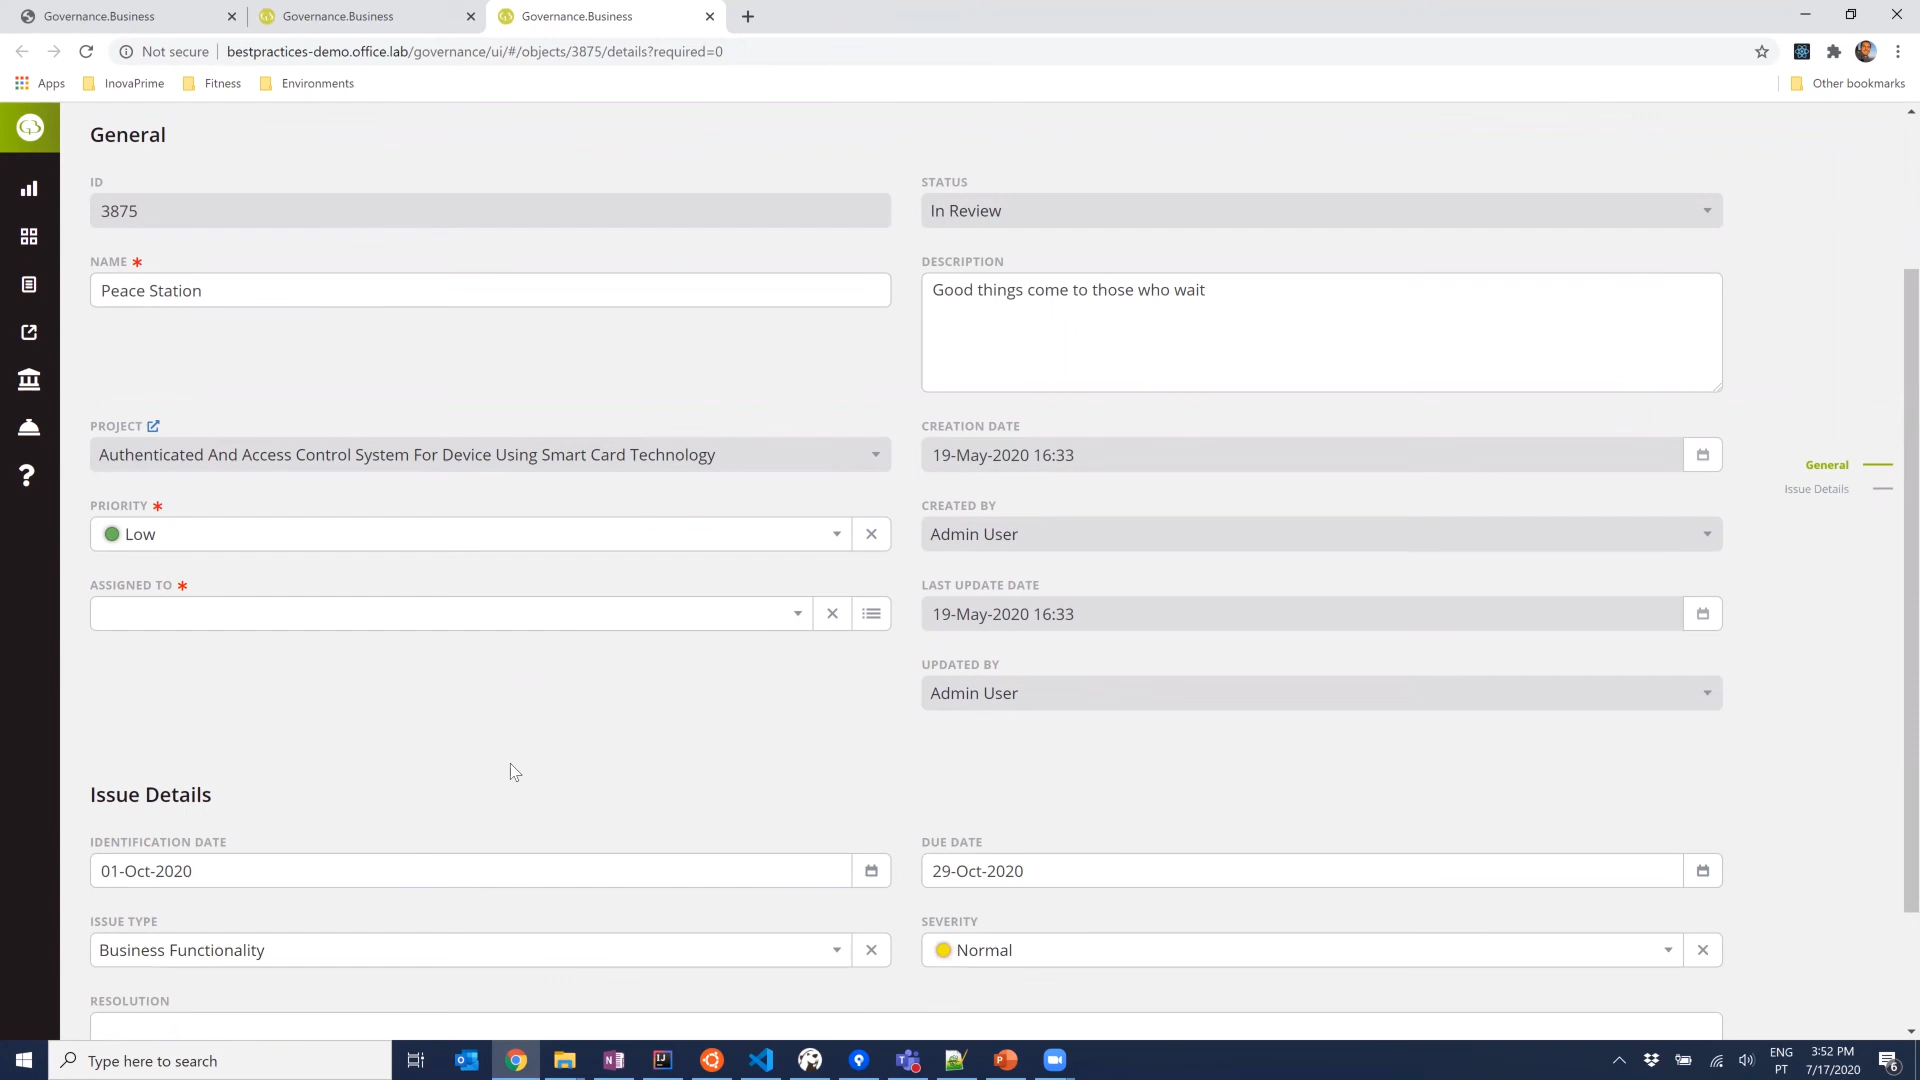 Governance.Business
Governance.Business
Governance.Business
Not secure
bestpractices-demo.office.lab/governance/ui/#/objects/3875/details?required=0
Apps
InovaPrime
Fitness
Environments
Other bookmarks
General
ID
3875
STATUS
In Review
NAME *
Peace Station
DESCRIPTION
Good things come to those who wait
PROJECT
Authenticated And Access Control System For Device Using Smart Card Technology
CREATION DATE
19-May-2020 16:33
General
Issue Details
PRIORITY *
Low
CREATED BY
Admin User
ASSIGNED TO *
LAST UPDATE DATE
19-May-2020 16:33
UPDATED BY
Admin User
Issue Details
IDENTIFICATION DATE
01-Oct-2020
DUE DATE
29-Oct-2020
ISSUE TYPE
Business Functionality
SEVERITY
Normal
RESOLUTION
Type here to search
ENG
PT
3:52 PM
7/17/2020
6